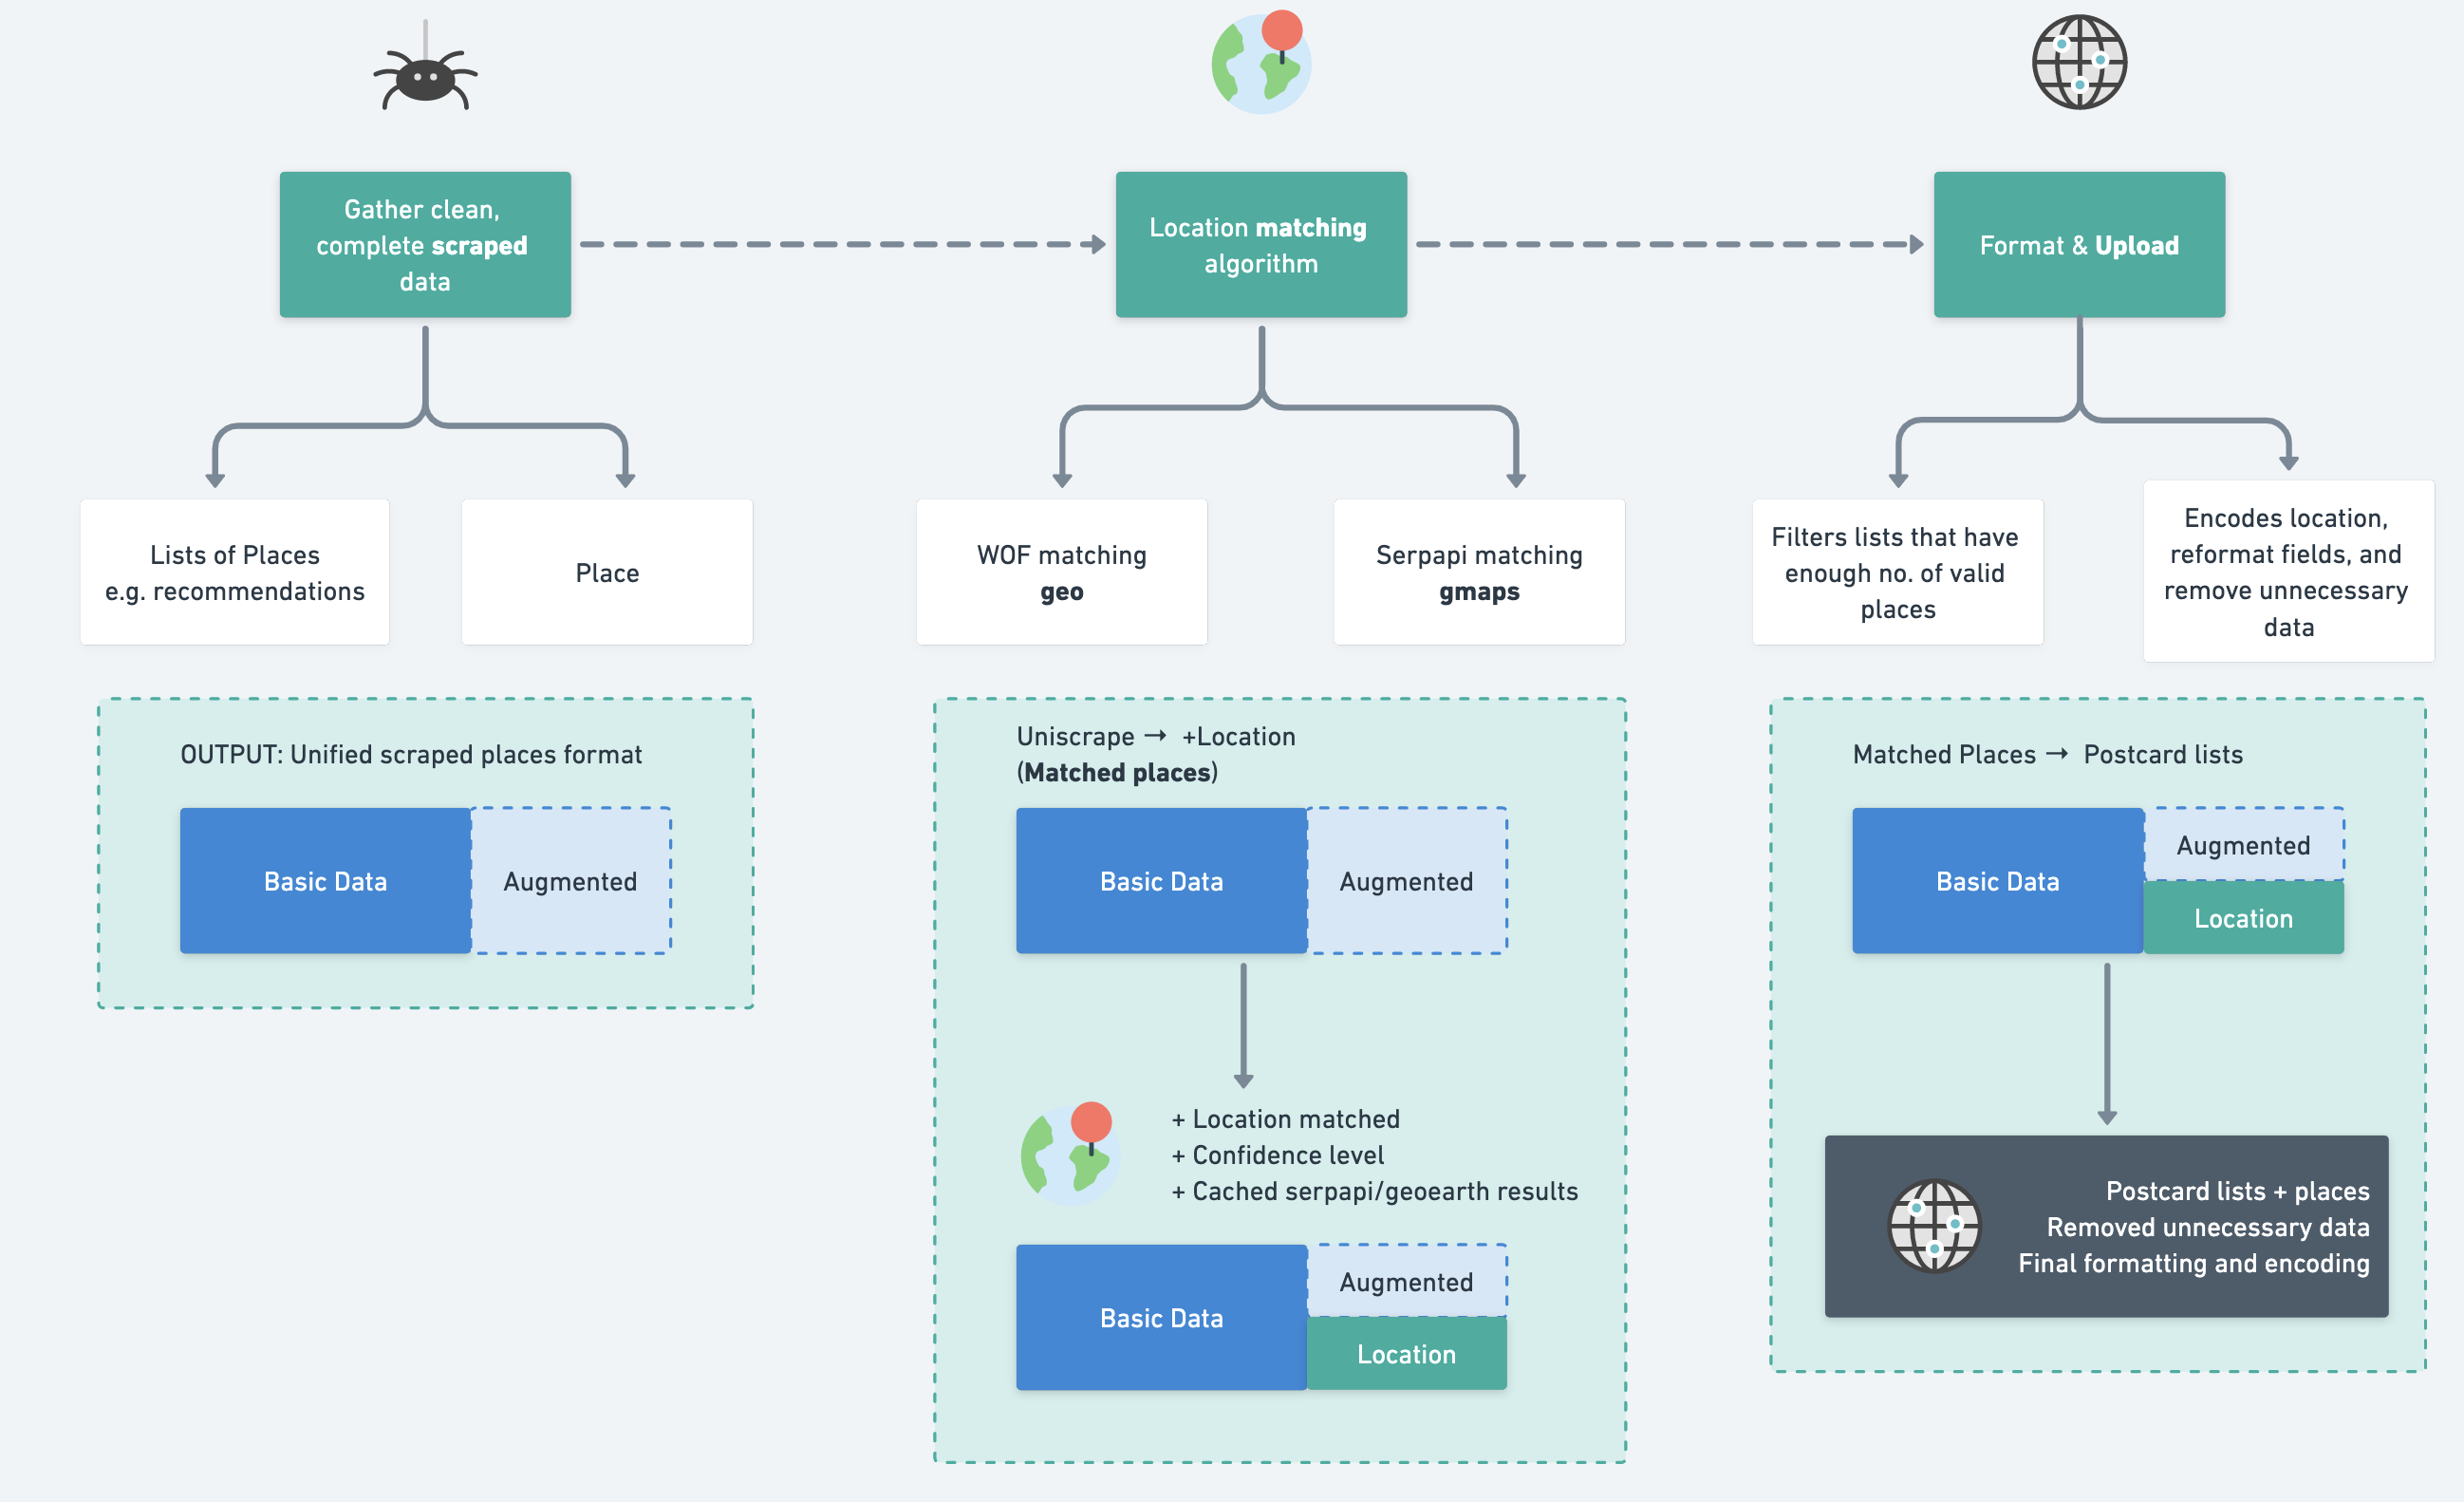 Gather clean,
complete scraped
data
Location matching
algorithm
Format & Upload
Lists of Places
e.g. recommendations
Place
WOF matching
geo
Serpapi matching
gmaps
Filters lists that have
enough no. of valid
places
Encodes location,
reformat fields, and
remove unnecessary
data
OUTPUT: Unified scraped places format
Basic Data
Augmented
Uniscrape → +Location
(Matched places)
Basic Data
Augmented
+ Location matched
+ Confidence level
+ Cached serpapi/geoearth results
Basic Data
Augmented
Location
Matched Places → Postcard lists
Basic Data
Augmented
Location
Postcard lists + places
Removed unnecessary data
Final formatting and encoding